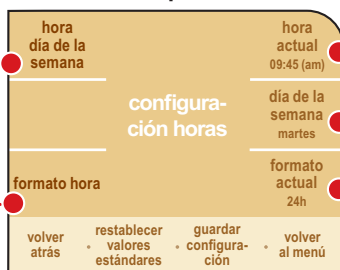 hora
día de la
semana
hora
actual
09:45 (am)
configura-
ción horas
día de la
semana
martes
formato hora
formato
actual
24h
volver
atrás
restablecer
valores
estándares
guardar
configura-
ción
volver
al menú